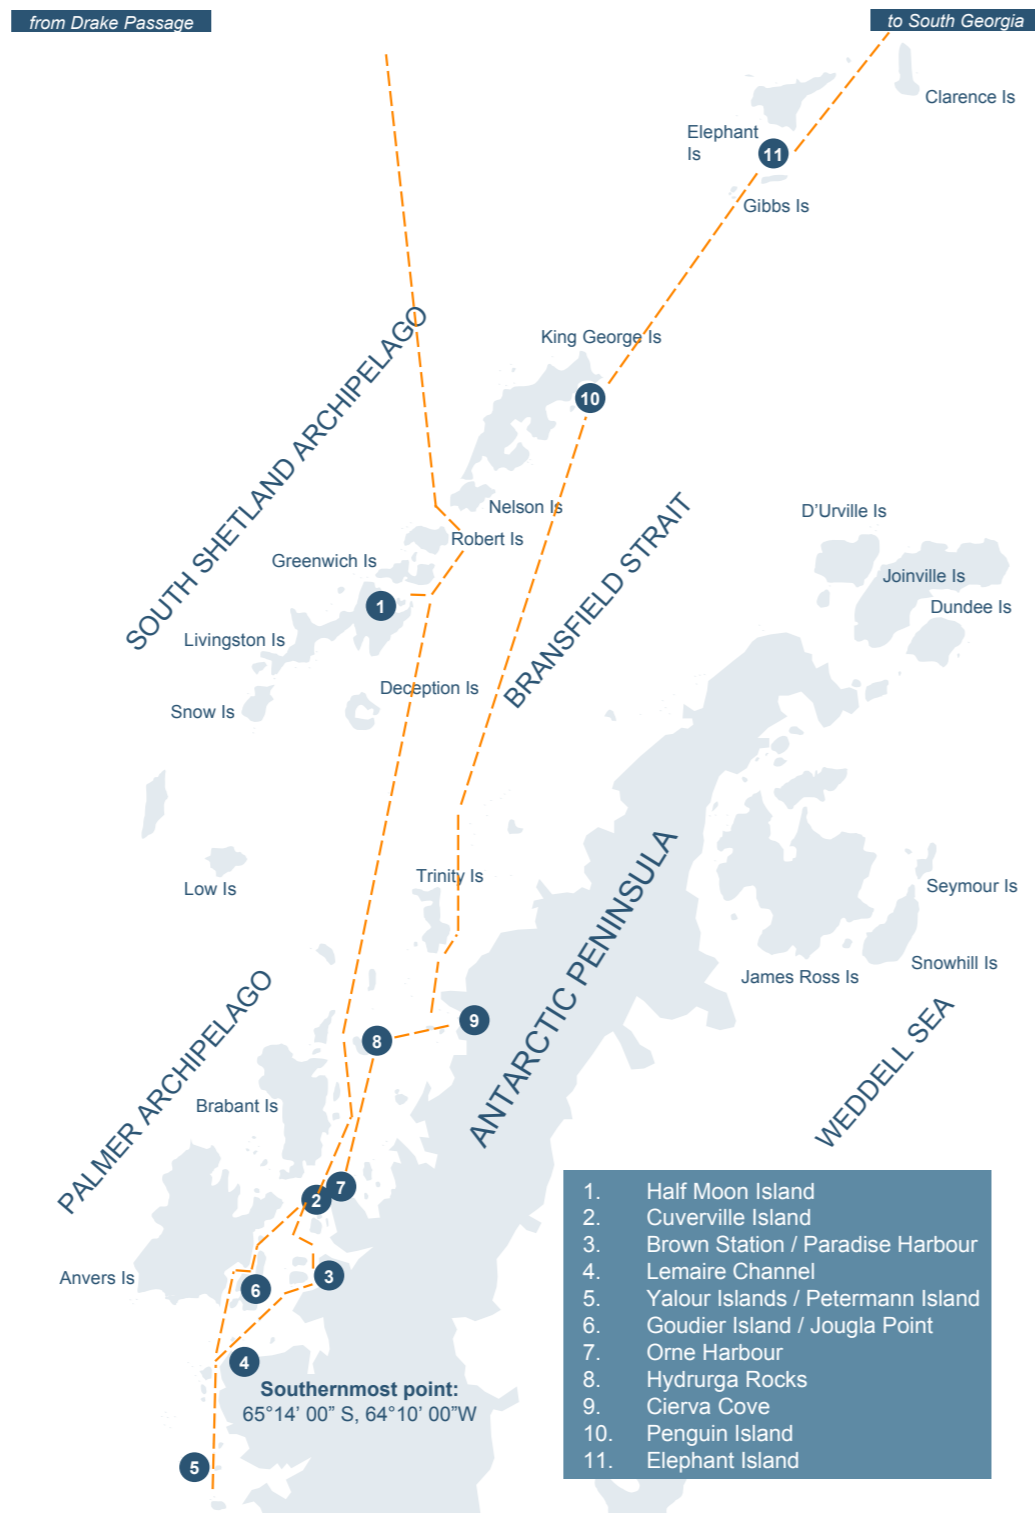 from Drake Passage
to South Georgia
Clarence Is
Elephant
Is
11
Gibbs Is
King George Is
10
SOUTH SHETLAND ARCHIPELAGO
Nelson Is
BRANSFIELD STRAIT
D'Urville Is
Robert Is
Greenwich Is
Joinville Is
1
Dundee Is
Livingston Is
Deception Is
Snow Is
Trinity Is
Low Is
ANTARCTIC PENINSULA
Seymour Is
Snowhill Is
James Ross Is
9
8
PALMER ARCHIPELAGO
WEDDELL SEA
Brabant Is
7
2
Anvers Is
3
6
4
Southernmost point:
65°14' 00” S, 64°10' 00”W
5
1. Half Moon Island
2. Cuverville Island
3. Brown Station / Paradise Harbour
4. Lemaire Channel
5. Yalour Islands / Petermann Island
6. Goudier Island / Jougla Point
7. Orne Harbour
8. Hydrurga Rocks
9. Cierva Cove
10. Penguin Island
11. Elephant Island